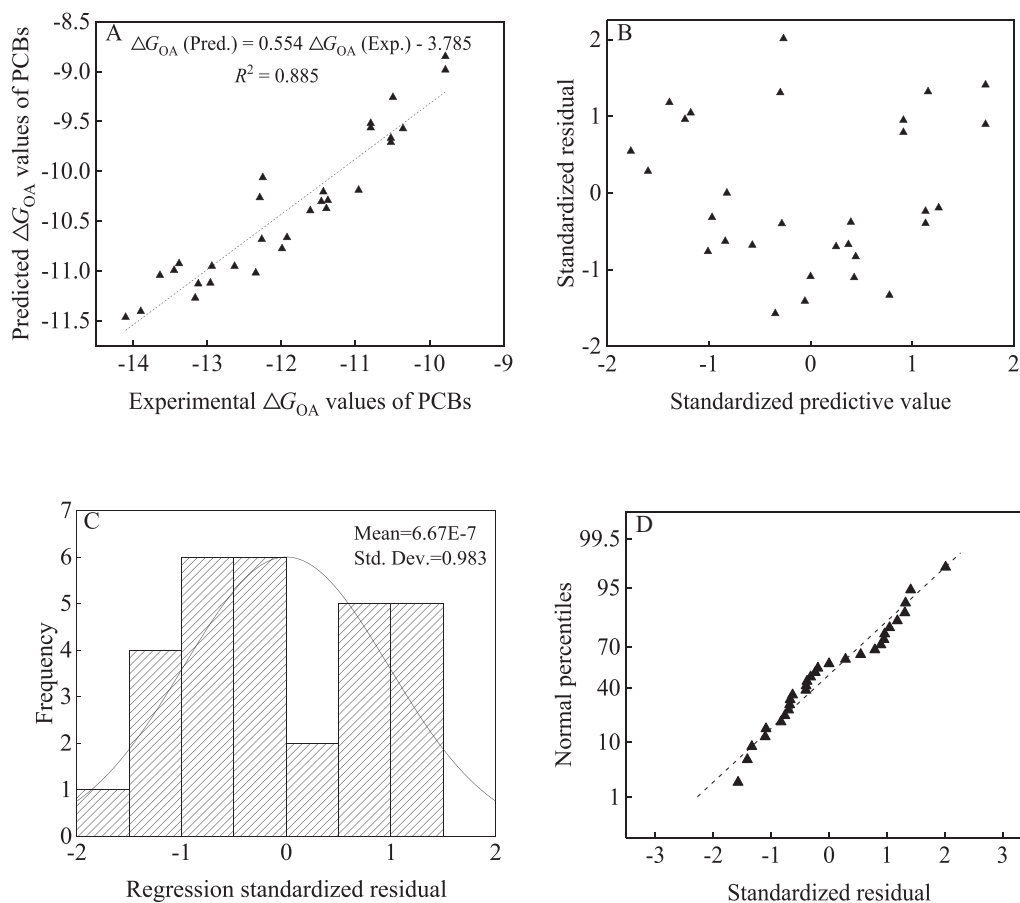 A
△G_OA (Pred.) = 0.554 △G_OA (Exp.) - 3.785
R² = 0.885
-8.5
-9.0
-9.5
-10.0
-10.5
-11.0
-11.5
-14 -13 -12 -11 -10 -9
Predicted △G_OA values of PCBs
Experimental △G_OA values of PCBs
B
2
1
0
-1
-2
-2 -1 0 1 2
Standardized residual
Standardized predictive value
C
Mean=6.67E-7
Std. Dev.=0.983
7
6
5
4
3
2
1
0
-2 -1 0 1 2
Frequency
Regression standardized residual
D
99.5
95
70
40
10
1
-3 -2 -1 0 1 2 3
Normal percentiles
Standardized residual